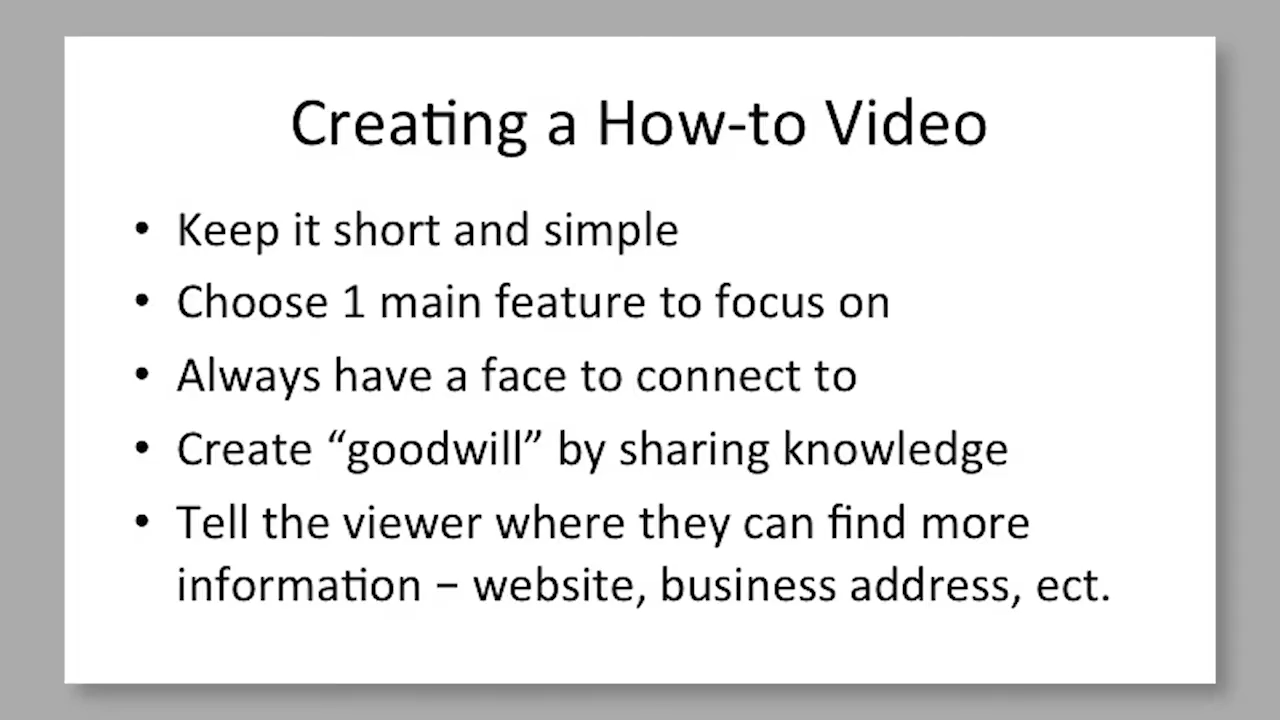 Creating a How-to Video
• Keep it short and simple
• Choose 1 main feature to focus on
• Always have a face to connect to
• Create “goodwill” by sharing knowledge
• Tell the viewer where they can find more
information – website, business address, ect.